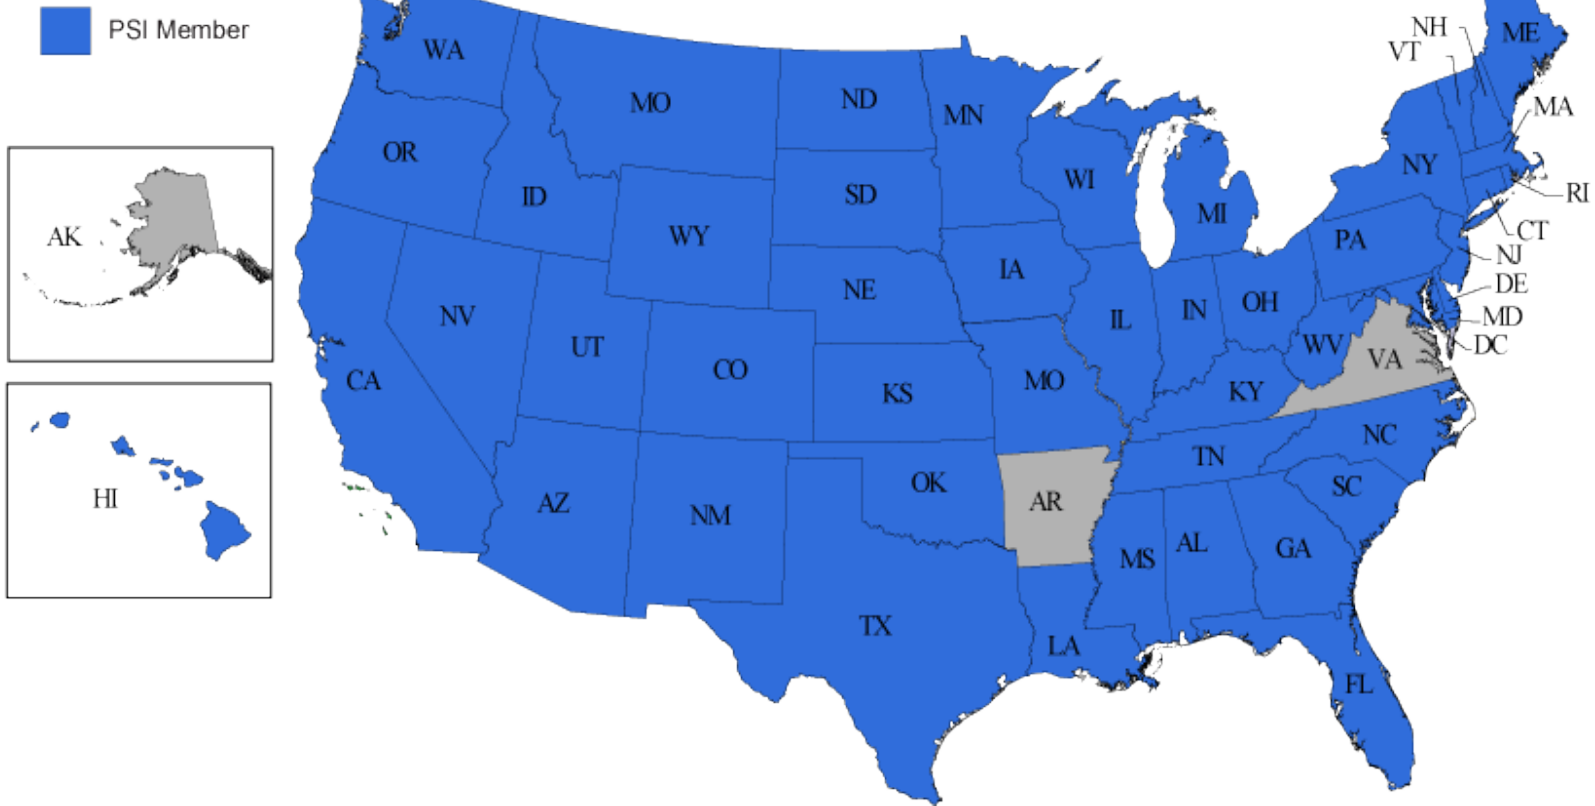 PSI Member
NH
ME
VT
WA
MO
ND
MN
MA
OR
NY
WI
ID
SD
RI
MI
WY
AK
CT
PA
NJ
IA
DE
NE
OH
IN
NV
IL
MD
WV
DC
UT
VA
CO
CA
MO
KS
KY
NC
TN
OK
SC
HI
AZ
AR
NM
AL
GA
MS
TX
LA
FL